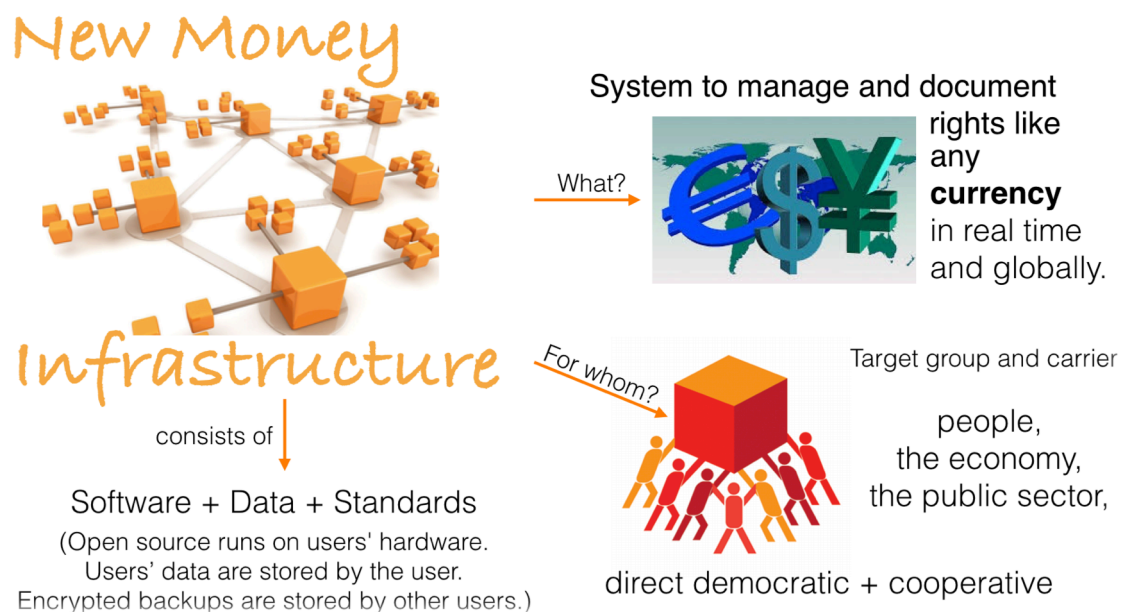 New Money
System to manage and document
rights like
any
currency
in real time
and globally.
What?
Infrastructure
For whom?
Target group and carrier
people,
the economy,
the public sector,
direct democratic + cooperative
consists of
Software + Data + Standards
(Open source runs on users' hardware.
Users’ data are stored by the user.
Encrypted backups are stored by other users.)